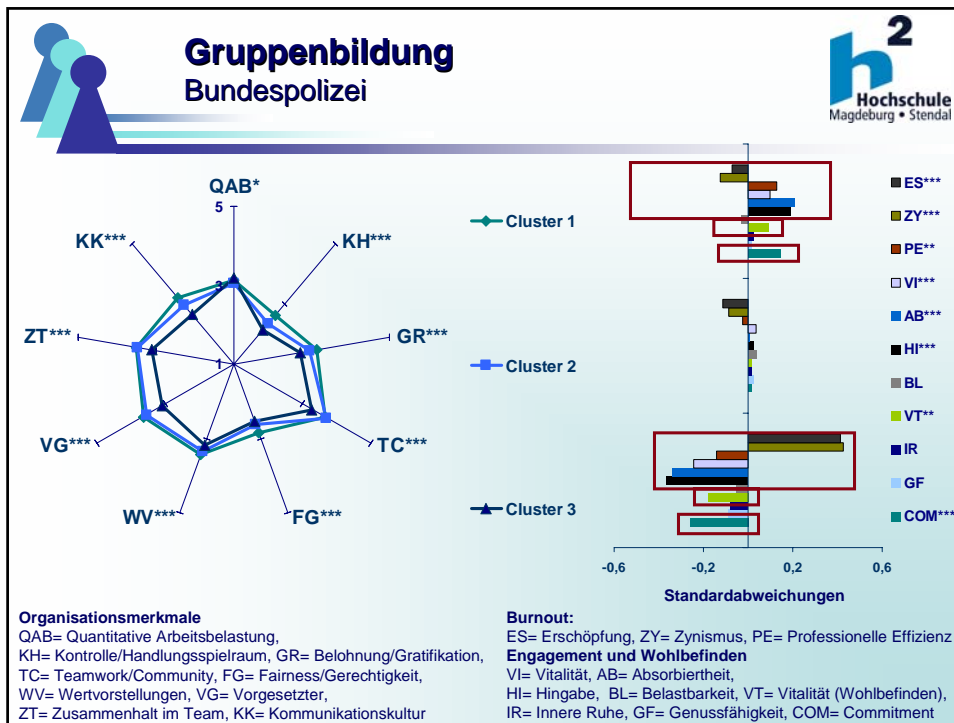 Gruppenbildung
Bundespolizei
h2
Hochschule
Magdeburg • Stendal
QAB*
5
KK***
KH***
3
ZT***
GR***
1
VG***
TC***
WV***
FG***
Cluster 1
Cluster 2
Cluster 3
ES***
ZY***
PE**
VI***
AB***
HI***
BL
VT**
IR
GF
COM***
-0,6
-0,2
0,2
0,6
Standardabweichungen
Organisationsmerkmale
QAB= Quantitative Arbeitsbelastung,
KH= Kontrolle/Handlungsspielraum, GR= Belohnung/Gratifikation,
TC= Teamwork/Community, FG= Fairness/Gerechtigkeit,
WV= Wertvorstellungen, VG= Vorgesetzter,
ZT= Zusammenhalt im Team, KK= Kommunikationskultur
Burnout:
ES= Erschöpfung, ZY= Zynismus, PE= Professionelle Effizienz
Engagement und Wohlbefinden
VI= Vitalität, AB= Absorbiertheit,
HI= Hingabe, BL= Belastbarkeit, VT= Vitalität (Wohlbefinden),
IR= Innere Ruhe, GF= Genussfähigkeit, COM= Commitment